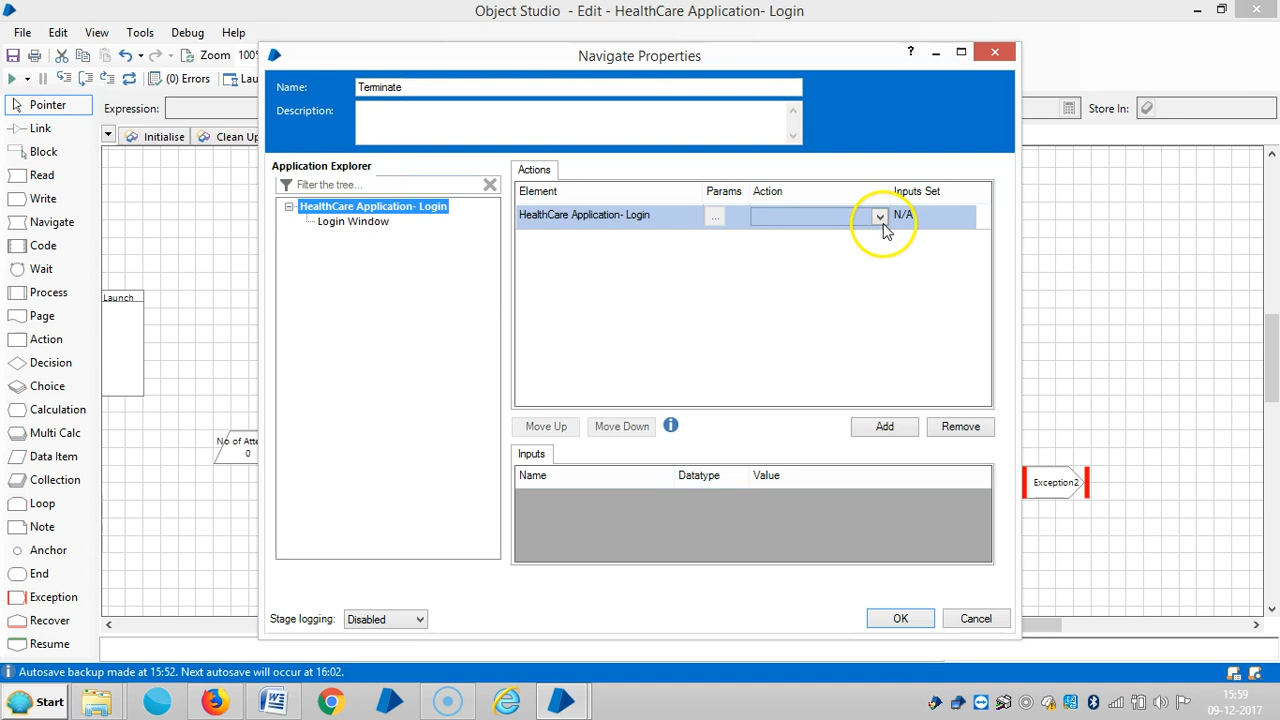 Object Studio - Edit - HealthCare Application- Login
File Edit View Tools Debug Help
Zoom 100%
(0) Errors
Pointer
Expression:
Store In:
Initialise
Clean Up
Link
Block
Read
Write
Navigate
Code
Wait
Process
Page
Action
Decision
Choice
Calculation
Multi Calc
Data Item
Collection
Loop
Note
Anchor
End
Exception
Recover
Resume
Launch
0
Exception2
Navigate Properties
?
Name: Terminate
Description:
Application Explorer
Filter the tree...
HealthCare Application- Login
Login Window
Actions
Element Params Action Inputs Set
HealthCare Application- Login ... N/A
Move Up Move Down Add Remove
Inputs
Name Datatype Value
Stage logging: Disabled
OK Cancel
Autosave backup made at 15:52. Next autosave will occur at 16:02.
Start
15:59
09-12-2017